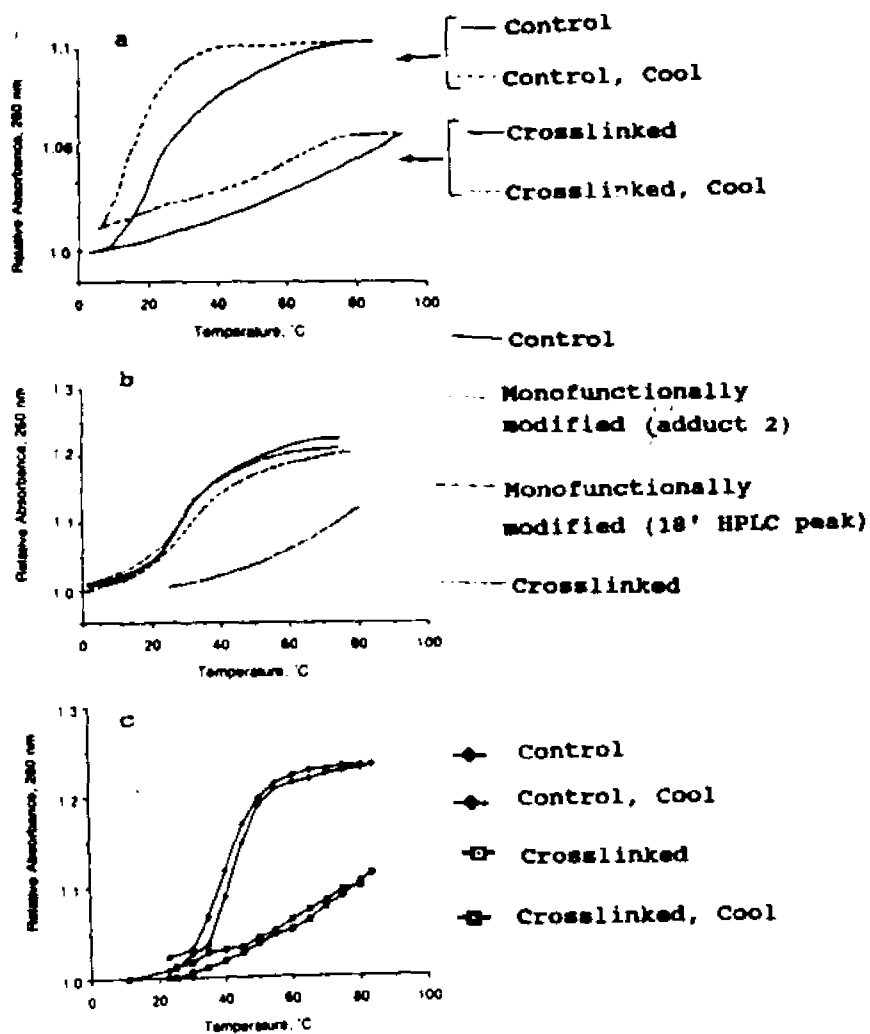 a
Control
Control, Cool
Crosslinked
Crosslinked, Cool
Relative Absorbance, 260 nm
1.1
1.06
1.0
0 20 40 60 80 100
Temperature, °C
b
Control
Monofunctionally
modified (adduct 2)
Monofunctionally
modified (18' HPLC peak)
Crosslinked
Relative Absorbance, 260 nm
1.3
1.2
1.1
1.0
0 20 40 60 80 100
Temperature, °C
c
Control
Control, Cool
Crosslinked
Crosslinked, Cool
Relative Absorbance, 260 nm
1.3
1.2
1.1
1.0
0 20 40 60 80 100
Temperature, °C